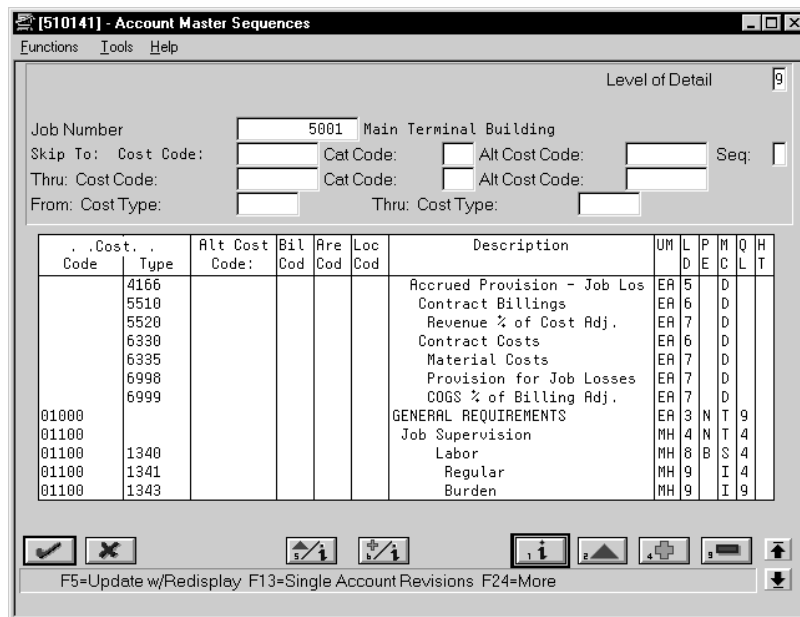 [510141] - Account Master Sequences
Functions Tools Help
Level of Detail 9
Job Number 5001 Main Terminal Building
Skip To: Cost Code: Cat Code: Alt Cost Code: Seq:
Thru: Cost Code: Cat Code: Alt Cost Code:
From: Cost Type: Thru: Cost Type:
. .Cost. . Alt Cost Bil Are Loc Description UM L P M Q H
Code Type Code: Cod Cod Cod D E C L T
4166 Accrued Provision - Job Los EA 5 D
5510 Contract Billings EA 6 D
5520 Revenue % of Cost Adj. EA 7 D
6330 Contract Costs EA 6 D
6335 Material Costs EA 7 D
6998 Provision for Job Losses EA 7 D
6999 COGS % of Billing Adj. EA 7 D
01000 GENERAL REQUIREMENTS EA 3 N T 9
01100 Job Supervision MH 4 N T 4
01100 1340 Labor MH 8 B S 4
01100 1341 Regular MH 9 I 4
01100 1343 Burden MH 9 I 9
5 /i 6 /i 1 i 2 4 9
F5=Update w/Redisplay F13=Single Account Revisions F24=More